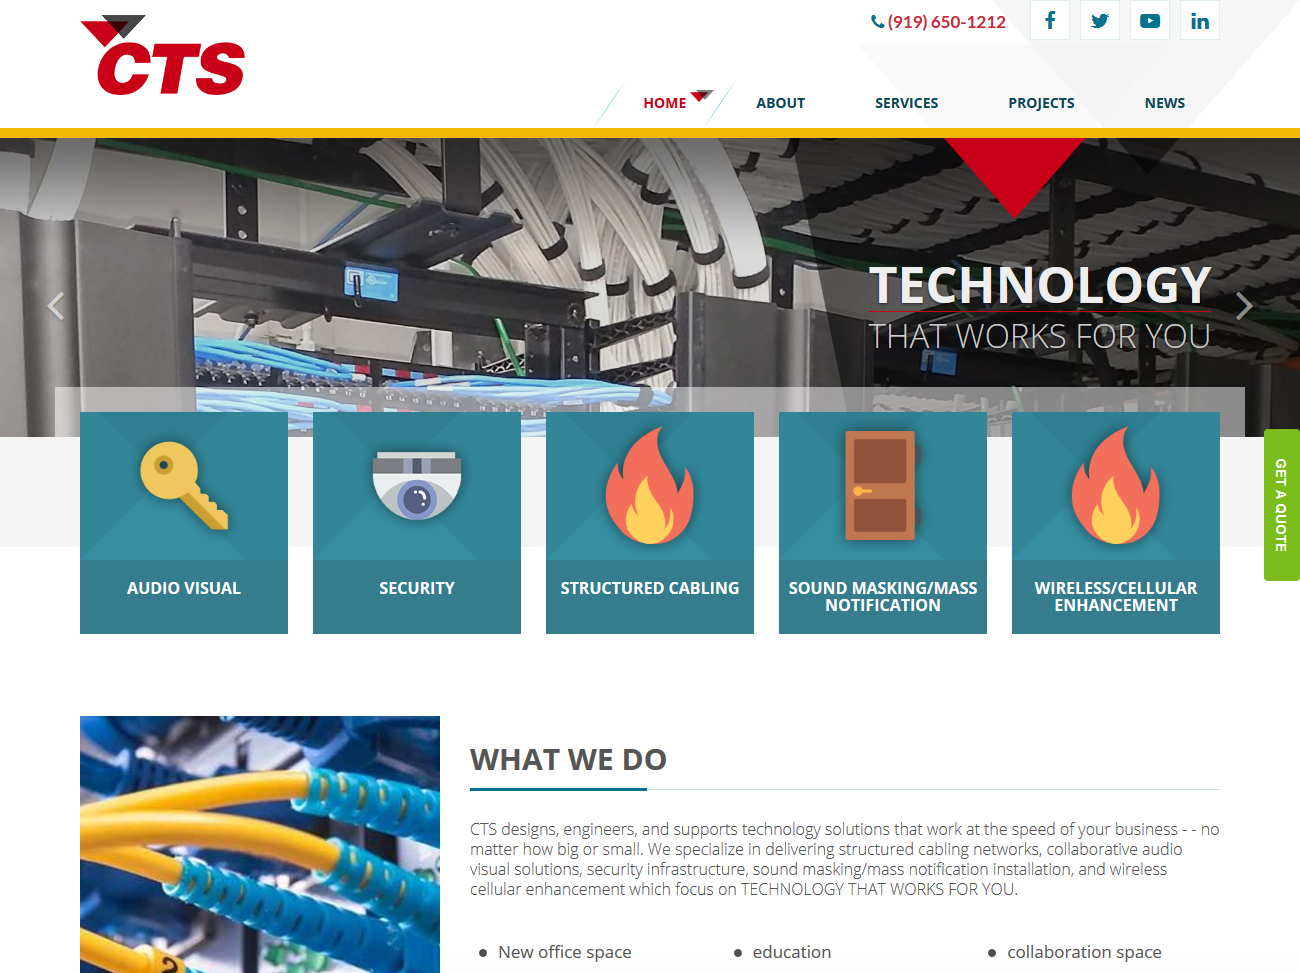 CTS
(919) 650-1212
HOME
ABOUT
SERVICES
PROJECTS
NEWS
TECHNOLOGY
THAT WORKS FOR YOU
GET A QUOTE
AUDIO VISUAL
SECURITY
STRUCTURED CABLING
SOUND MASKING/MASS
NOTIFICATION
WIRELESS/CELLULAR
ENHANCEMENT
WHAT WE DO
CTS designs, engineers, and supports technology solutions that work at the speed of your business - - no
matter how big or small. We specialize in delivering structured cabling networks, collaborative audio
visual solutions, security infrastructure, sound masking/mass notification installation, and wireless
cellular enhancement which focus on TECHNOLOGY THAT WORKS FOR YOU.
New office space
education
collaboration space